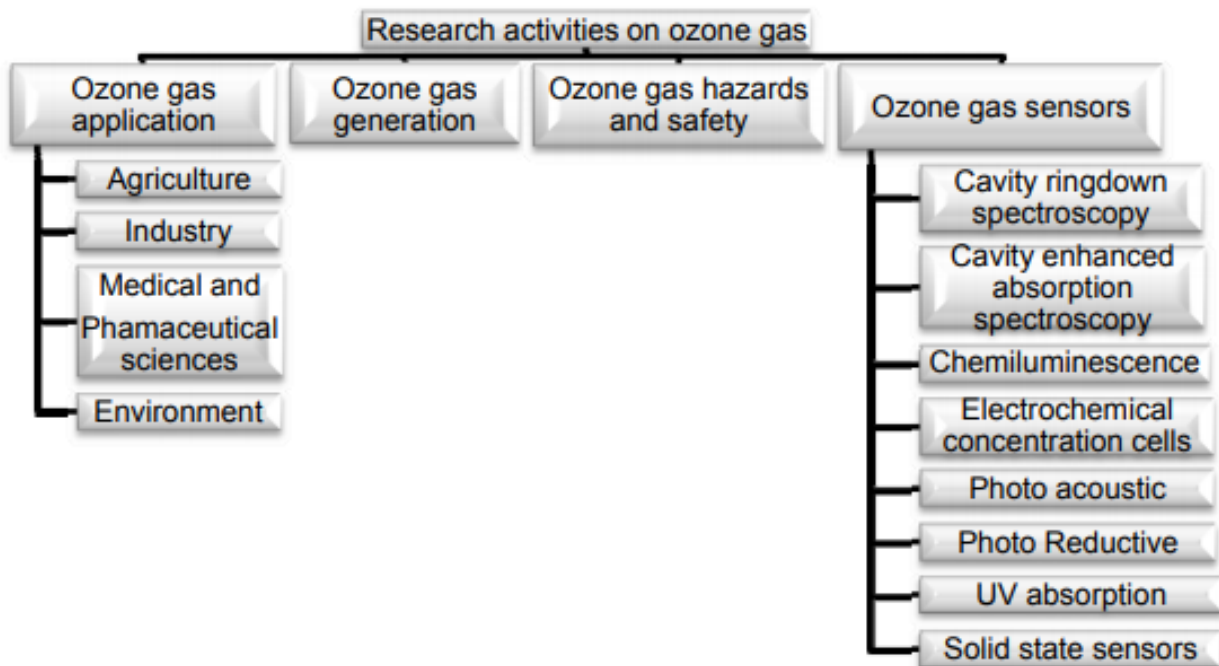 Research activities on ozone gas
Ozone gas
application
Ozone gas
generation
Ozone gas hazards
and safety
Ozone gas sensors
Agriculture
Industry
Medical and
Phamaceutical
sciences
Environment
Cavity ringdown
spectroscopy
Cavity enhanced
absorption
spectroscopy
Chemiluminescence
Electrochemical
concentration cells
Photo acoustic
Photo Reductive
UV absorption
Solid state sensors